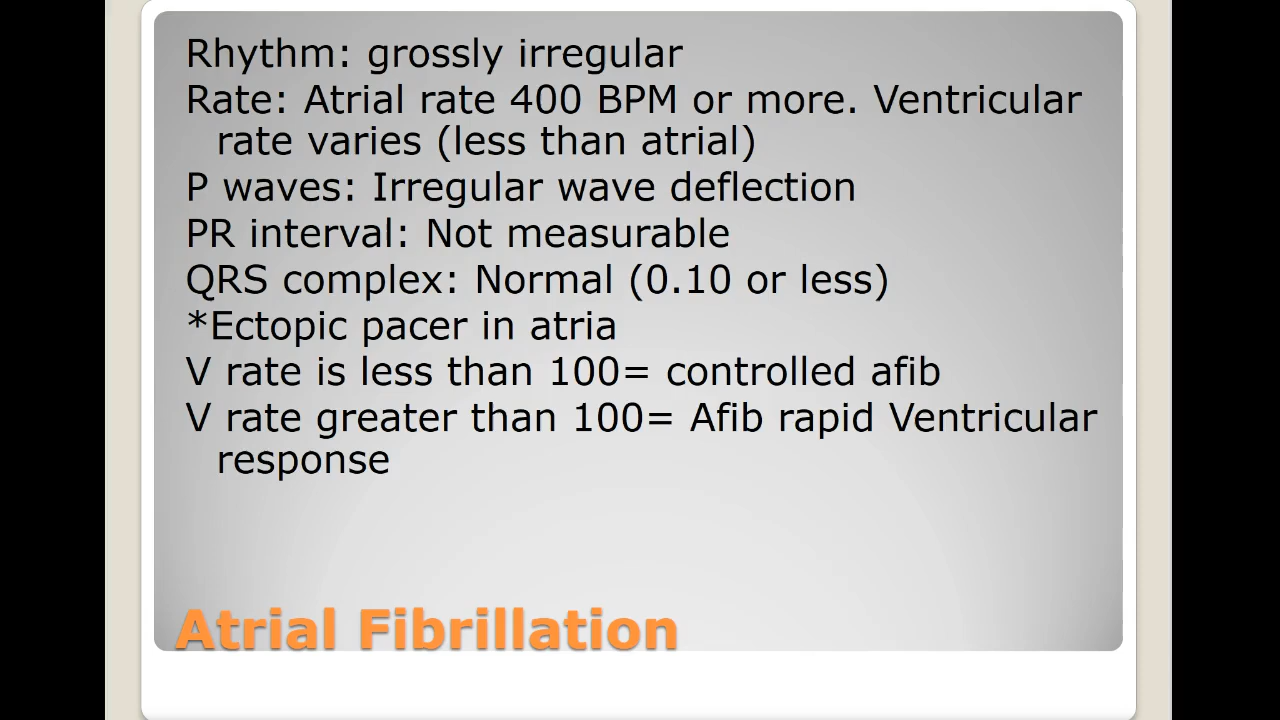 Rhythm: grossly irregular
Rate: Atrial rate 400 BPM or more. Ventricular
rate varies (less than atrial)
P waves: Irregular wave deflection
PR interval: Not measurable
QRS complex: Normal (0.10 or less)
*Ectopic pacer in atria
V rate is less than 100= controlled afib
V rate greater than 100= Afib rapid Ventricular
response
Atrial Fibrillation